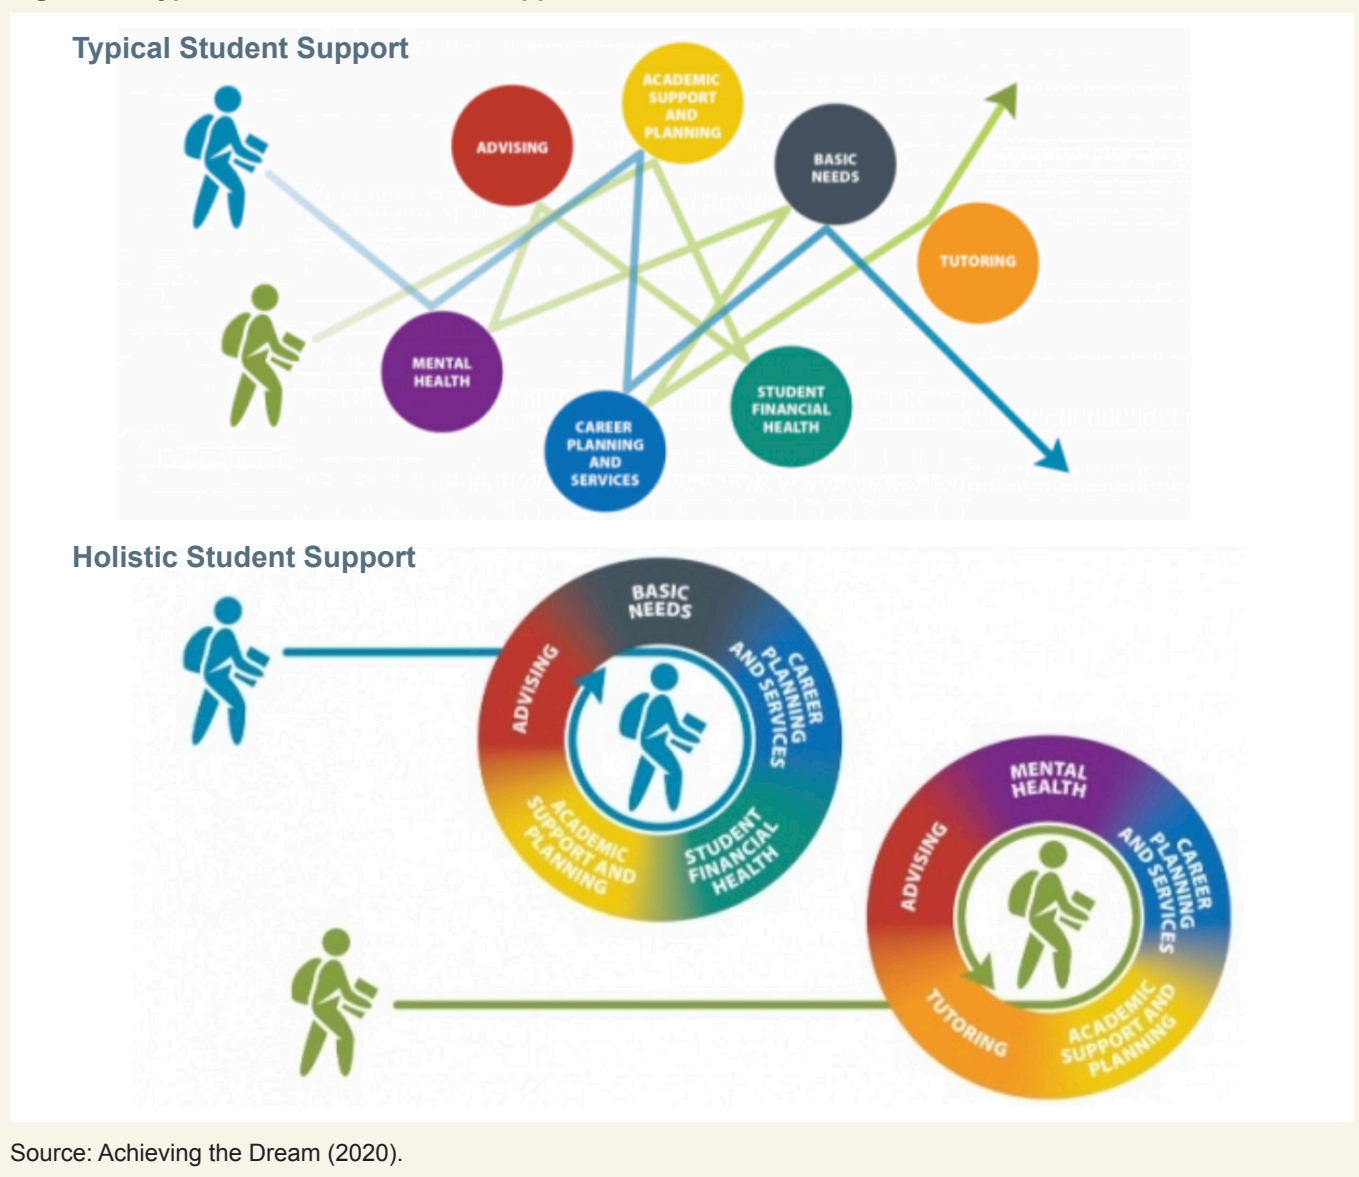 Typical Student Support
ADVISING
ACADEMIC
SUPPORT
AND
PLANNING
BASIC
NEEDS
TUTORING
MENTAL
HEALTH
CAREER
PLANNING
AND
SERVICES
STUDENT
FINANCIAL
HEALTH
Holistic Student Support
BASIC
NEEDS
ADVISING
CAREER
PLANNING
AND SERVICES
ACADEMIC
SUPPORT AND
PLANNING
STUDENT
FINANCIAL
HEALTH
MENTAL
HEALTH
ADVISING
CAREER
PLANNING
AND SERVICES
TUTORING
ACADEMIC
SUPPORT AND
PLANNING
Source: Achieving the Dream (2020).